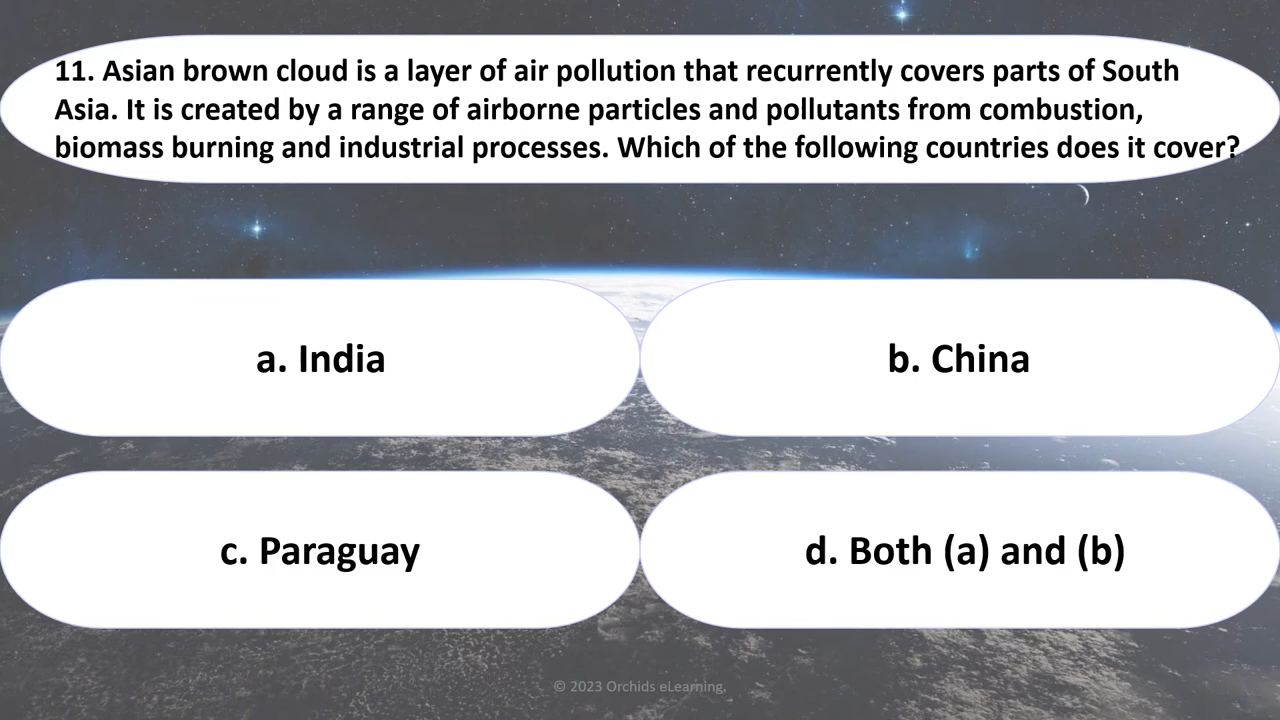 11. Asian brown cloud is a layer of air pollution that recurrently covers parts of South
Asia. It is created by a range of airborne particles and pollutants from combustion,
biomass burning and industrial processes. Which of the following countries does it cover?
a. India
b. China
c. Paraguay
d. Both (a) and (b)
© 2023 Orchids eLearning.